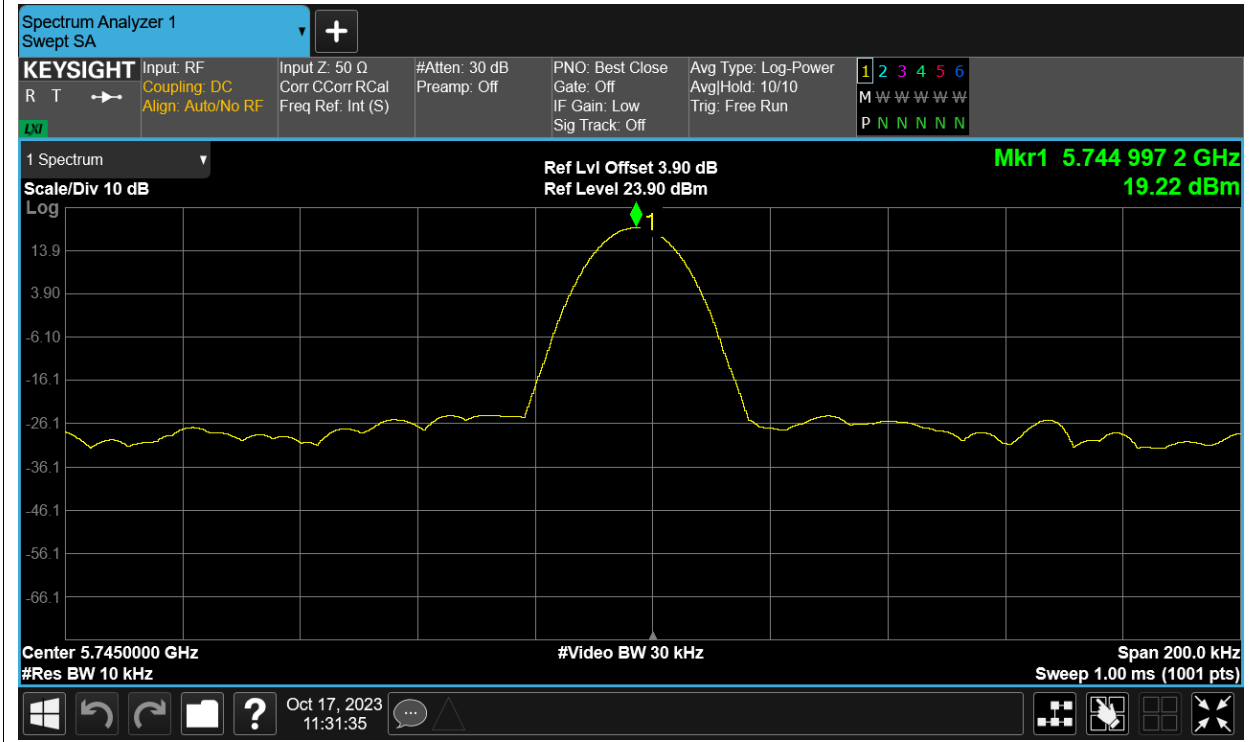 Spectrum Analyzer 1
Swept SA
KEYSIGHT
R T
LXI
Input: RF
Coupling: DC
Align: Auto/No RF
Input Z: 50 Ω
Corr CCorr RCal
Freq Ref: Int (S)
#Atten: 30 dB
Preamp: Off
PNO: Best Close
Gate: Off
IF Gain: Low
Sig Track: Off
Avg Type: Log-Power
Avg|Hold: 10/10
Trig: Free Run
1 2 3 4 5 6
M W W W W W
P N N N N N
1 Spectrum
Scale/Div 10 dB
Log
Ref Lvl Offset 3.90 dB
Ref Level 23.90 dBm
Mkr1 5.744 997 2 GHz
19.22 dBm
1
13.9
3.90
-6.10
-16.1
-26.1
-36.1
-46.1
-56.1
-66.1
Center 5.7450000 GHz
#Res BW 10 kHz
#Video BW 30 kHz
Span 200.0 kHz
Sweep 1.00 ms (1001 pts)
?
Oct 17, 2023
11:31:35